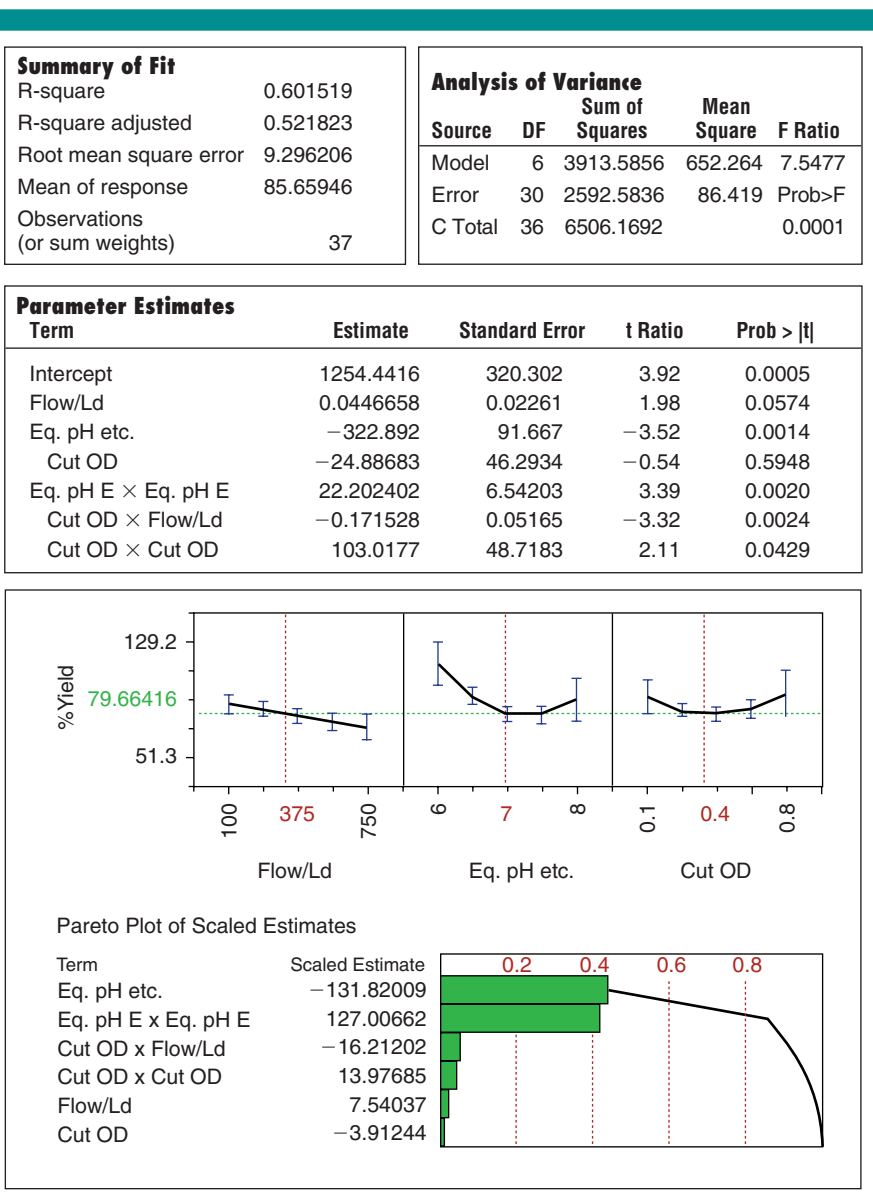 Summary of Fit
R-square 0.601519
R-square adjusted 0.521823
Root mean square error 9.296206
Mean of response 85.65946
Observations
(or sum weights) 37
Analysis of Variance
Sum of Mean
Source DF Squares Square F Ratio
Model 6 3913.5856 652.264 7.5477
Error 30 2592.5836 86.419 Prob>F
C Total 36 6506.1692 0.0001
Parameter Estimates
Term Estimate Standard Error t Ratio Prob > |t|
Intercept 1254.4416 320.302 3.92 0.0005
Flow/Ld 0.0446658 0.02261 1.98 0.0574
Eq. pH etc. −322.892 91.667 −3.52 0.0014
Cut OD −24.88683 46.2934 −0.54 0.5948
Eq. pH E × Eq. pH E 22.202402 6.54203 3.39 0.0020
Cut OD × Flow/Ld −0.171528 0.05165 −3.32 0.0024
Cut OD × Cut OD 103.0177 48.7183 2.11 0.0429
%Yield
129.2
79.66416
51.3
100 375 750 6 7 8 0.1 0.4 0.8
Flow/Ld Eq. pH etc. Cut OD
Pareto Plot of Scaled Estimates
Term Scaled Estimate 0.2 0.4 0.6 0.8
Eq. pH etc. −131.82009
Eq. pH E x Eq. pH E 127.00662
Cut OD x Flow/Ld −16.21202
Cut OD x Cut OD 13.97685
Flow/Ld 7.54037
Cut OD −3.91244